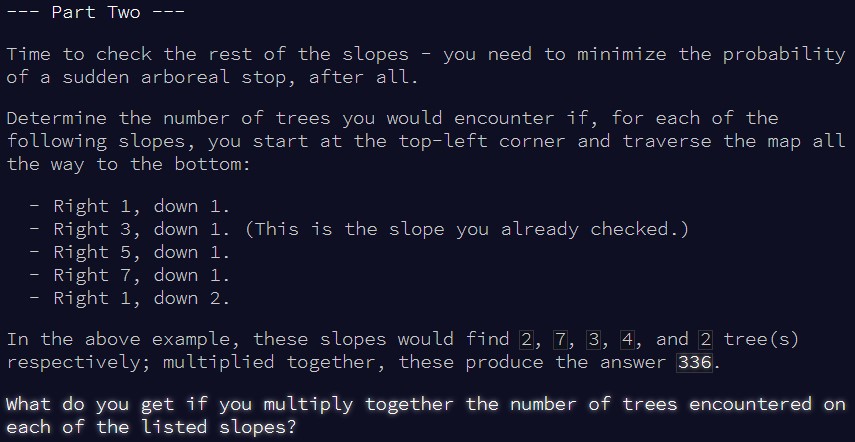 --- Part Two ---
Time to check the rest of the slopes - you need to minimize the probability
of a sudden arboreal stop, after all.
Determine the number of trees you would encounter if, for each of the
following slopes, you start at the top-left corner and traverse the map all
the way to the bottom:
- Right 1, down 1.
- Right 3, down 1. (This is the slope you already checked.)
- Right 5, down 1.
- Right 7, down 1.
- Right 1, down 2.
In the above example, these slopes would find 2, 7, 3, 4, and 2 tree(s)
respectively; multiplied together, these produce the answer 336.
What do you get if you multiply together the number of trees encountered on
each of the listed slopes?